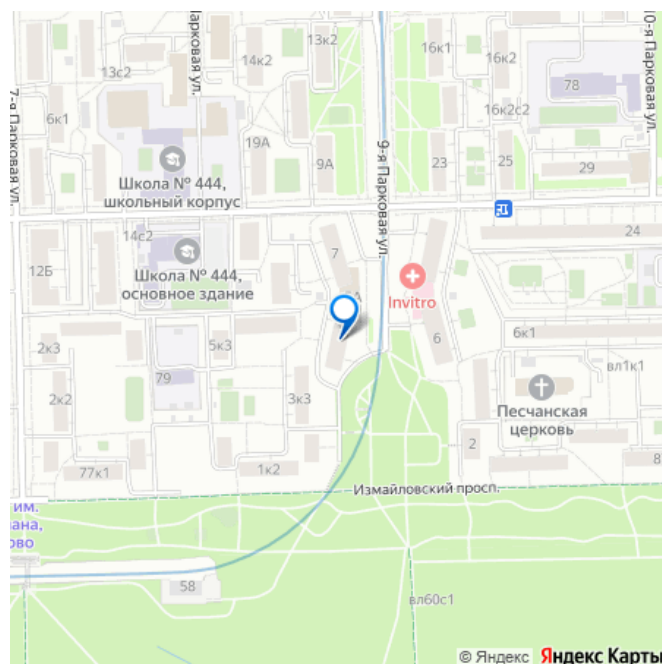 13к2
14к2
16к1
16к2
13с2
7-я Парковая ул.
Парковая ул.
9-я Парковая ул.
10-я Парковая ул.
78
16к2с2
6к1
19А
9А
23
25
29
Школа № 444,
школьный корпус
14с2
24
12Б
Школа № 444,
основное здание
7
Invitro
6
6к1
2к3
5к3
79
вл1к1
2к2
3к3
Песчанская
церковь
2
77к1
1к2
8
Измайловский просп.
им.
ана,
ово
58
вл60с1
© Яндекс Яндекс Карты